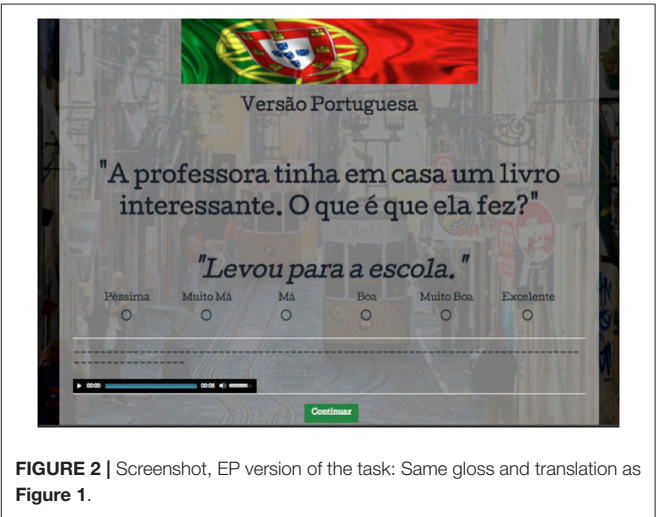 Versão Portuguesa
"A professora tinha em casa um livro
interessante. O que é que ela fez?"
"Levou para a escola."
Péssima Muito Má Má Boa Muito Boa Excelente
00:00 00:05
Continuar
FIGURE 2 | Screenshot, EP version of the task: Same gloss and translation as
Figure 1.